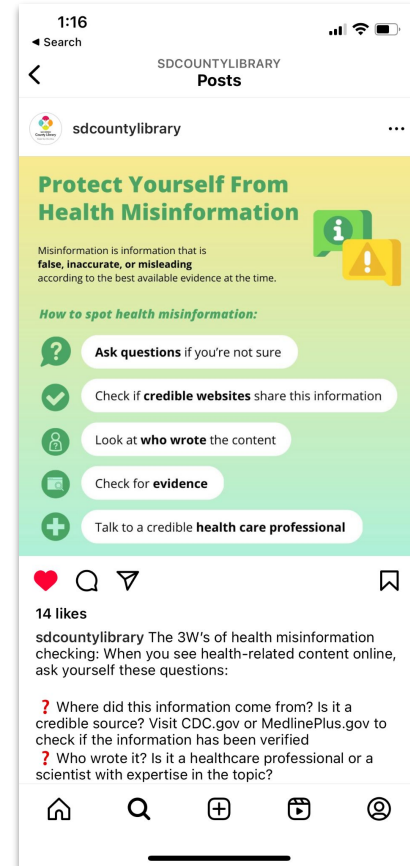 1:16
◄ Search
SDCOUNTYLIBRARY
Posts
sdcountylibrary
Protect Yourself From
Health Misinformation
Misinformation is information that is
false, inaccurate, or misleading
according to the best available evidence at the time.
How to spot health misinformation:
Ask questions if you're not sure
Check if credible websites share this information
Look at who wrote the content
Check for evidence
Talk to a credible health care professional
14 likes
sdcountylibrary The 3W's of health misinformation
checking: When you see health-related content online,
ask yourself these questions:
❓ Where did this information come from? Is it a
credible source? Visit CDC.gov or MedlinePlus.gov to
check if the information has been verified
❓ Who wrote it? Is it a healthcare professional or a
scientist with expertise in the topic?